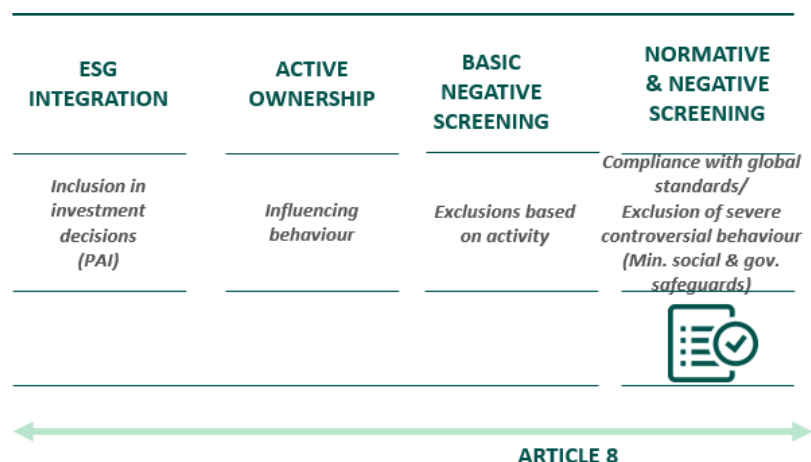 ESG
INTEGRATION
ACTIVE
OWNERSHIP
BASIC
NEGATIVE
SCREENING
NORMATIVE
& NEGATIVE
SCREENING
Inclusion in
investment
decisions
(PAI)
Influencing
behaviour
Exclusions based
on activity
Compliance with global
standards/
Exclusion of severe
controversial behaviour
(Min. social & gov.
safeguards)
ARTICLE 8